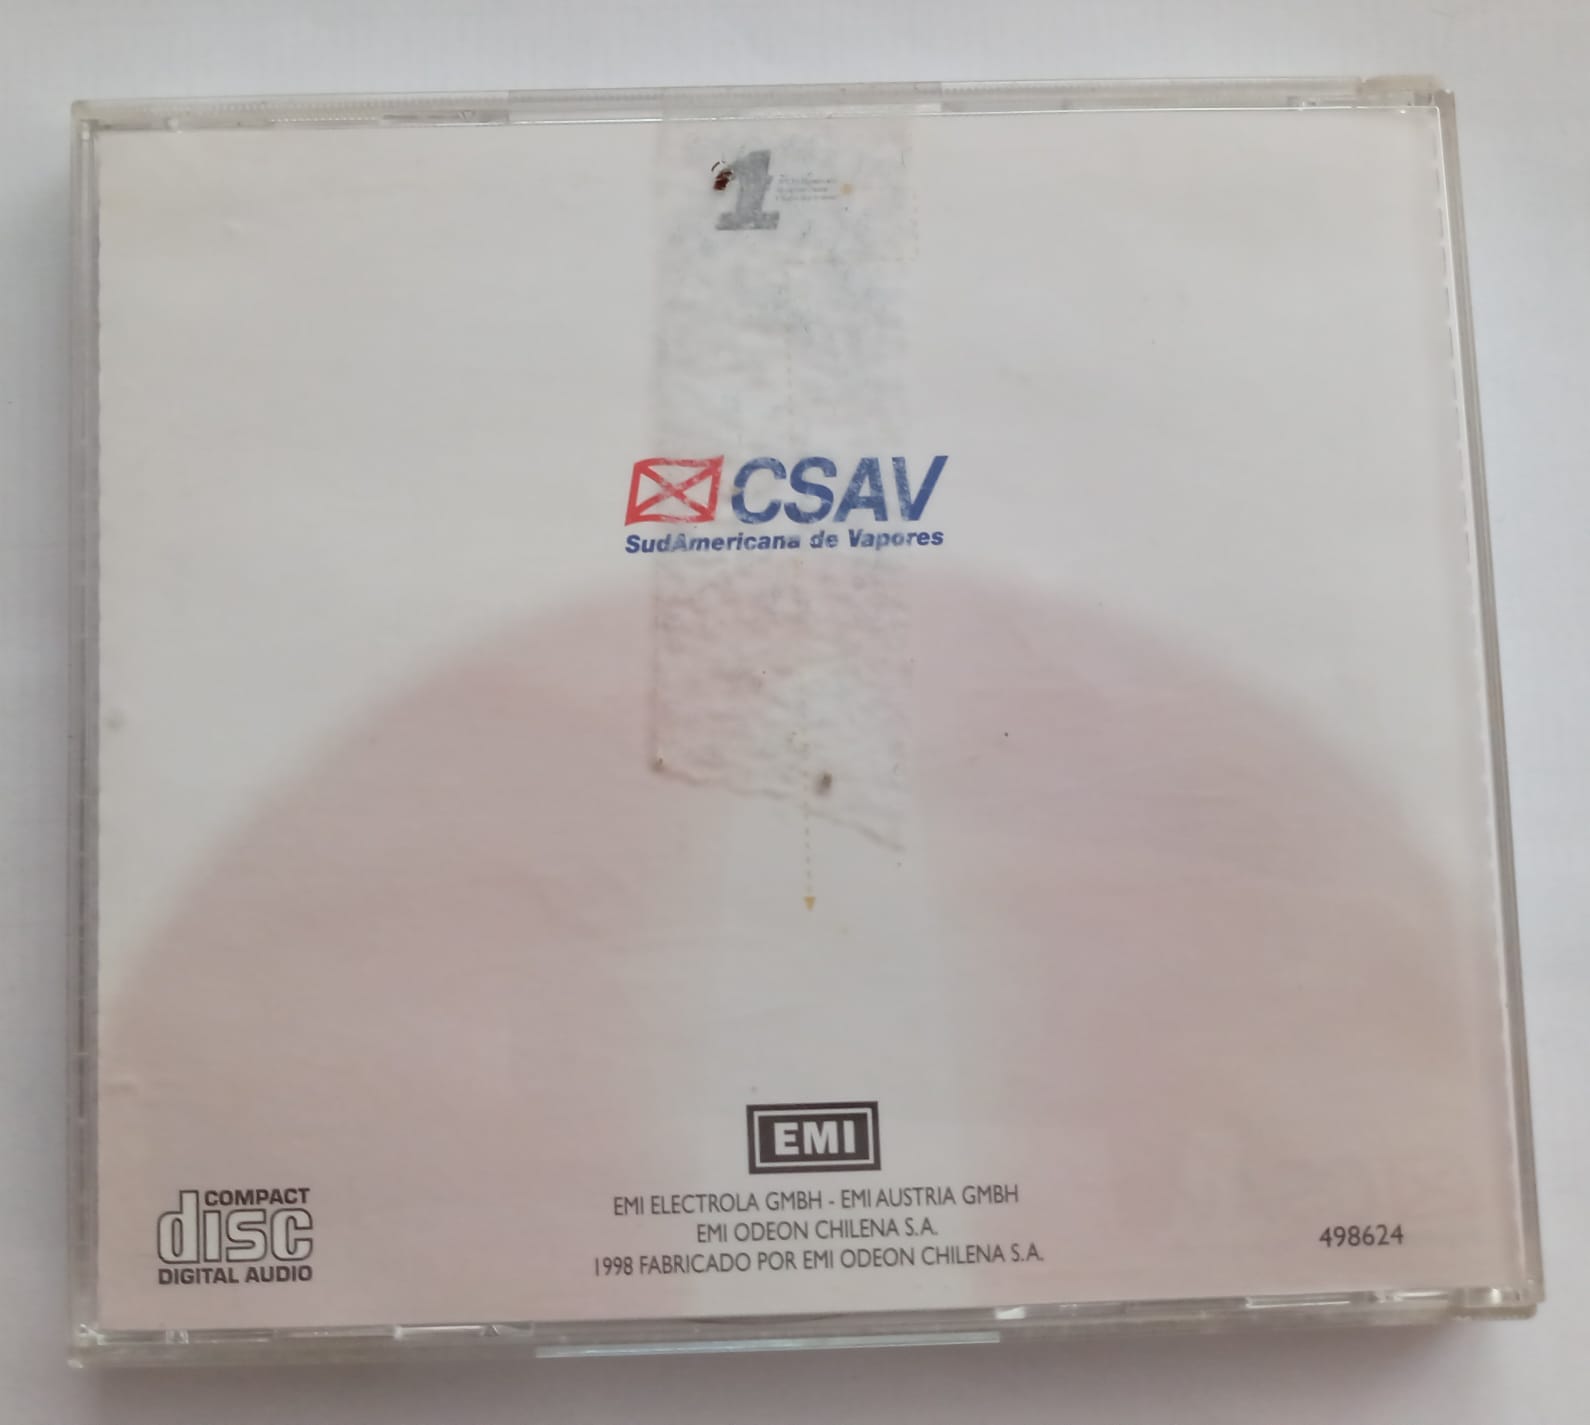 1
CSAV
SudAmericana de Vapores
EMI
EMI ELECTROLA GMBH - EMI AUSTRIA GMBH
EMI ODEON CHILENA S.A.
1998 FABRICADO POR EMI ODEON CHILENA S.A.
COMPACT
disc
DIGITAL AUDIO
498624